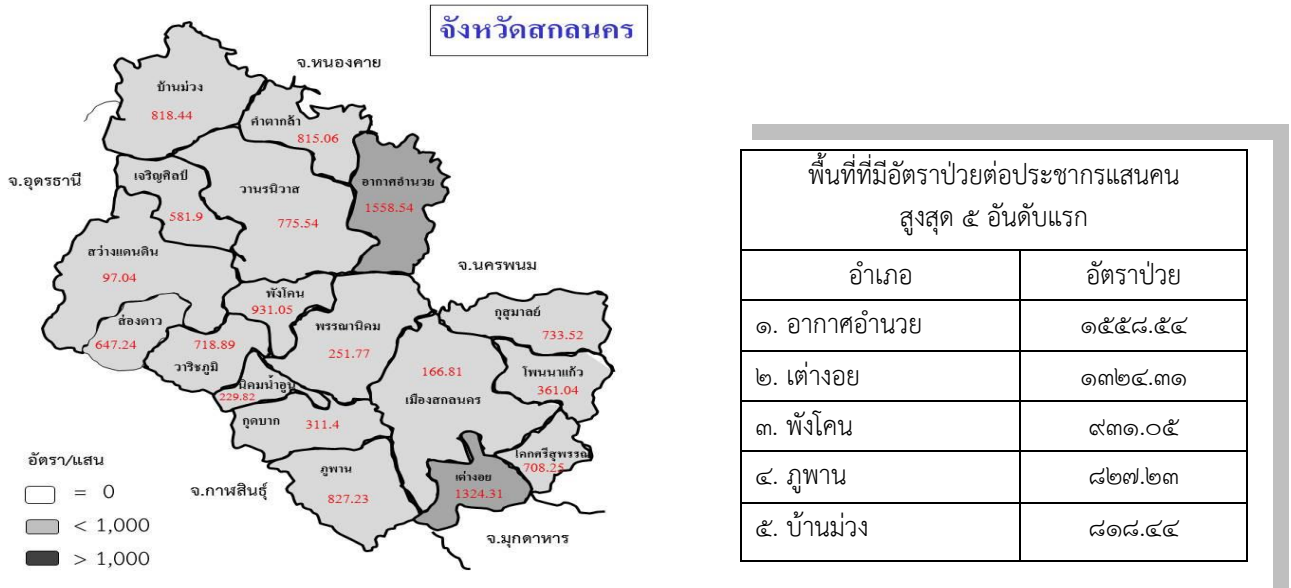 จังหวัดสกลนคร
จ.หนองคาย
บ้านม่วง
818.44
คำตากล้า
815.06
จ.อุดรธานี
เจริญศิลป์
581.9
วานรนิวาส
775.54
อากาศอำนวย
1558.54
สว่างแดนดิน
97.04
จ.นครพนม
พังโคน
931.05
ส่องดาว
647.24
718.89
วาริชภูมิ
พรรณานิคม
251.77
กุสุมาลย์
733.52
166.81
เมืองสกลนคร
โพนนาแก้ว
361.04
นิคมน้ำอูน
229.82
กุดบาก 311.4
โคกศรีสุพรรณ
708.25
ภูพาน
827.23
เต่างอย
1324.31
จ.กาฬสินธุ์
จ.มุกดาหาร
อัตรา/แสน
= 0
< 1,000
> 1,000
พื้นที่ที่มีอัตราป่วยต่อประชากรแสนคน
สูงสุด ๕ อันดับแรก
อำเภอ อัตราป่วย
๑. อากาศอำนวย ๑๕๕๘.๕๔
๒. เต่างอย ๑๓๒๔.๓๑
๓. พังโคน ๙๓๑.๐๕
๔. ภูพาน ๘๒๗.๒๓
๕. บ้านม่วง ๘๑๘.๔๔